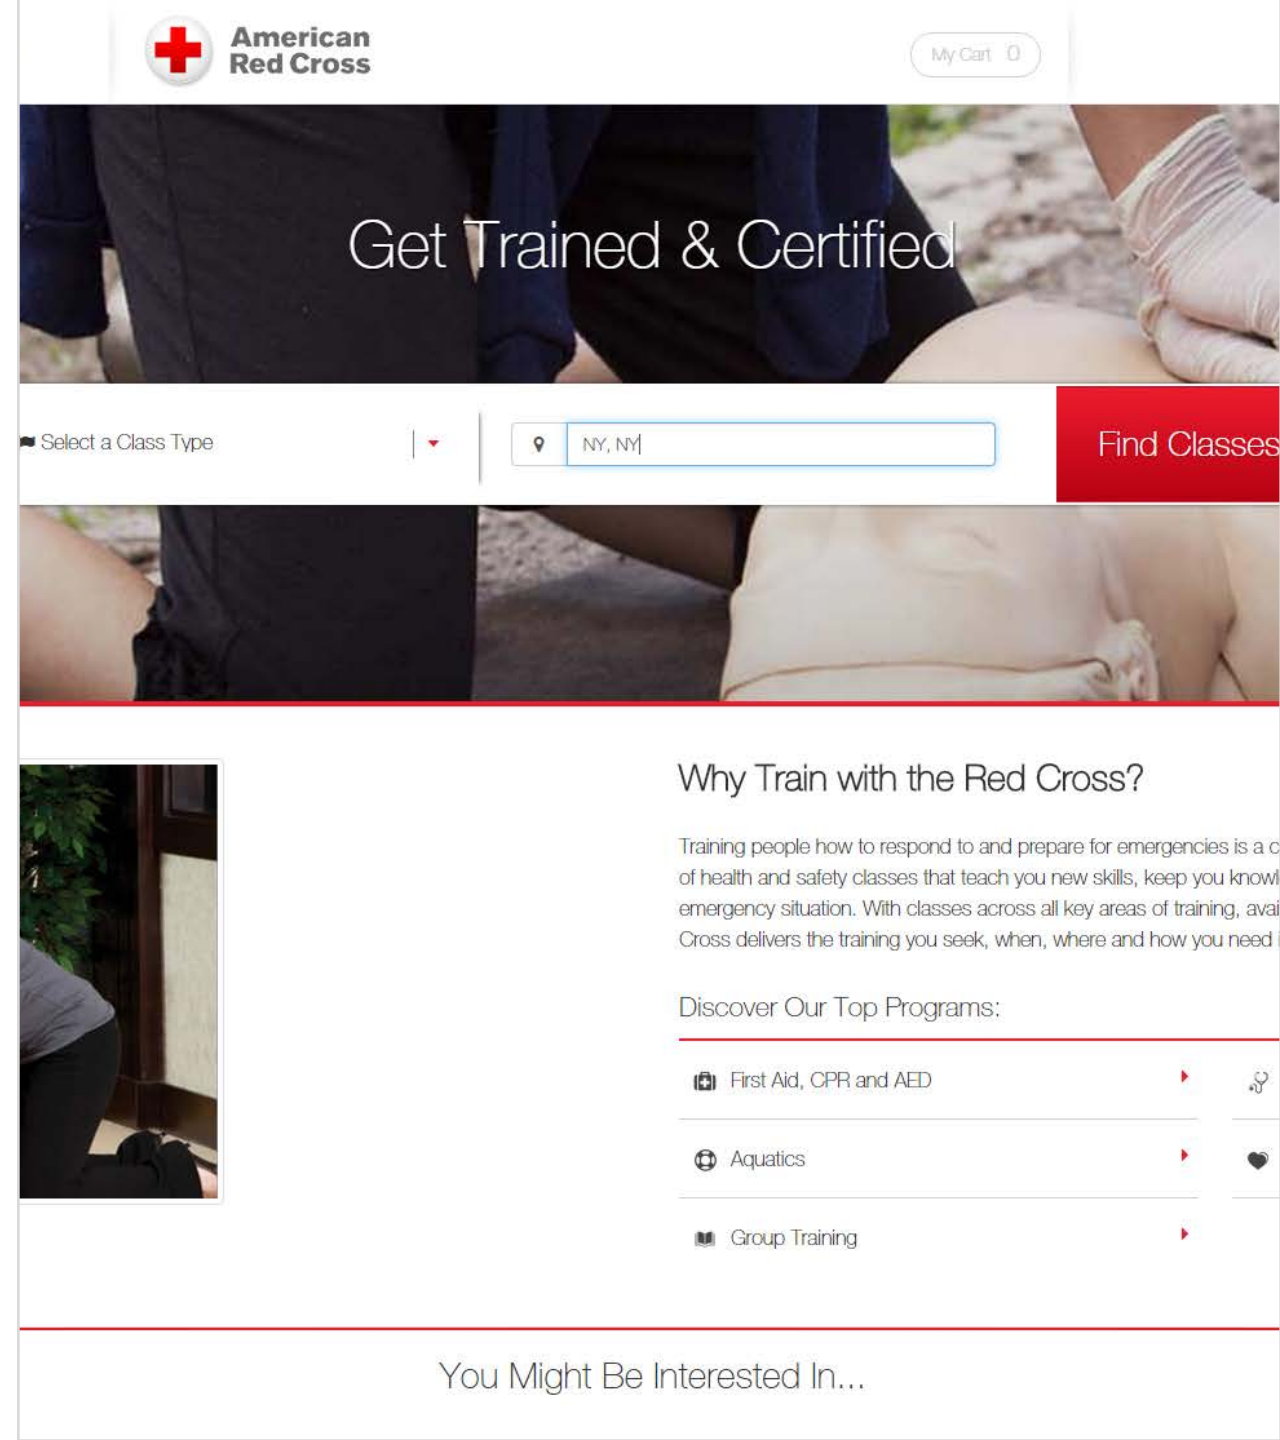 American
Red Cross
My Cart 0
Get Trained & Certified
Select a Class Type
NY, NY
Find Classes
Why Train with the Red Cross?
Training people how to respond to and prepare for emergencies is a c
of health and safety classes that teach you new skills, keep you knowl
emergency situation. With classes across all key areas of training, avai
Cross delivers the training you seek, when, where and how you need i
Discover Our Top Programs:
First Aid, CPR and AED
Aquatics
Group Training
You Might Be Interested In...